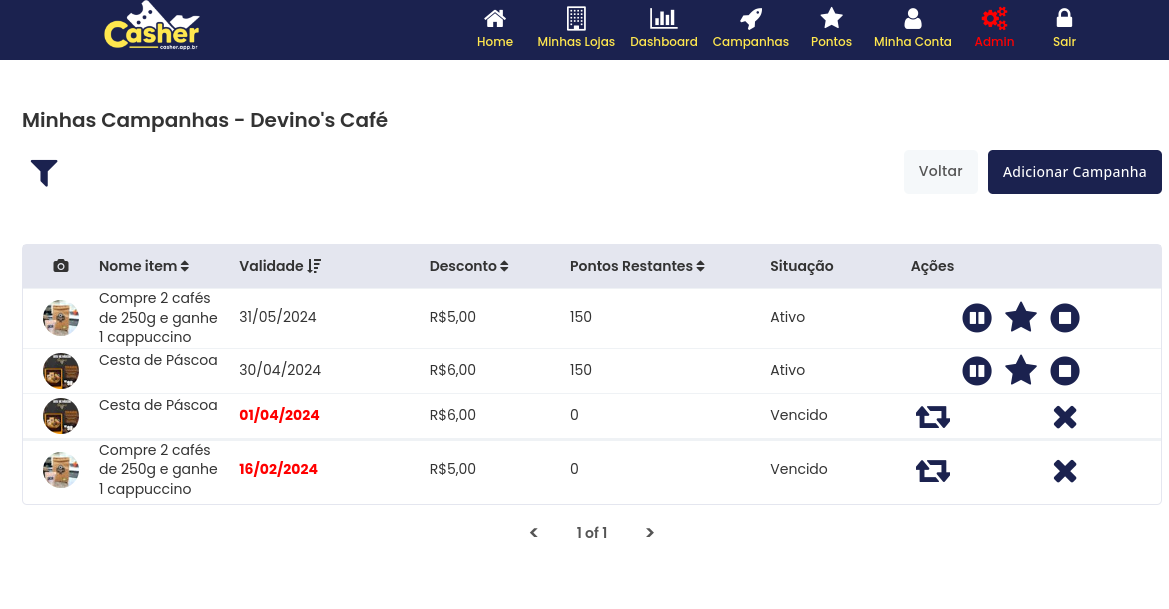 Casher
casher.app.br
Home Minhas Lojas Dashboard Campanhas Pontos Minha Conta Admin Sair
Minhas Campanhas - Devino's Café
Voltar Adicionar Campanha
Nome item Validade Desconto Pontos Restantes Situação Ações
Compre 2 cafés
de 250g e ganhe
1 cappuccino
31/05/2024 R$5,00 150 Ativo
Cesta de Páscoa
30/04/2024 R$6,00 150 Ativo
Cesta de Páscoa
01/04/2024 R$6,00 0 Vencido
Compre 2 cafés
de 250g e ganhe
1 cappuccino
16/02/2024 R$5,00 0 Vencido
< 1 of 1 >